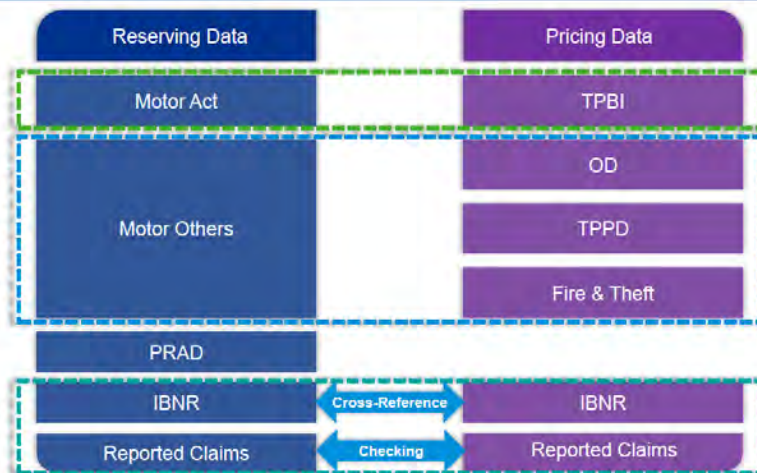 Reserving Data
Pricing Data
Motor Act
TPBI
Motor Others
OD
TPPD
Fire & Theft
PRAD
IBNR
Cross-Reference
IBNR
Reported Claims
Checking
Reported Claims